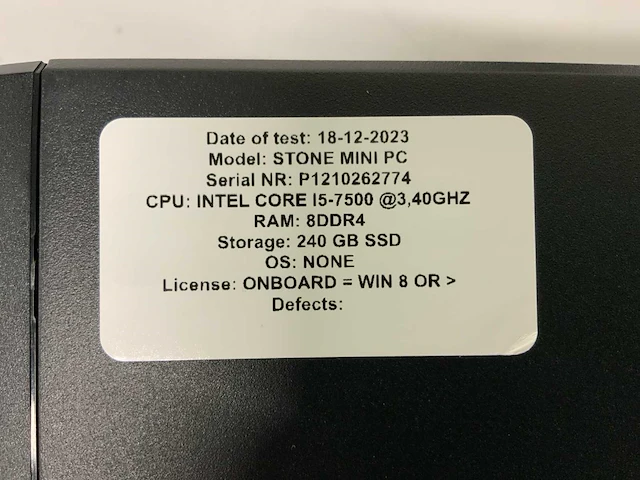 Date of test: 18-12-2023
Model: STONE MINI PC
Serial NR: P1210262774
CPU: INTEL CORE I5-7500 @3,40GHZ
RAM: 8DDR4
Storage: 240 GB SSD
OS: NONE
License: ONBOARD = WIN 8 OR >
Defects: